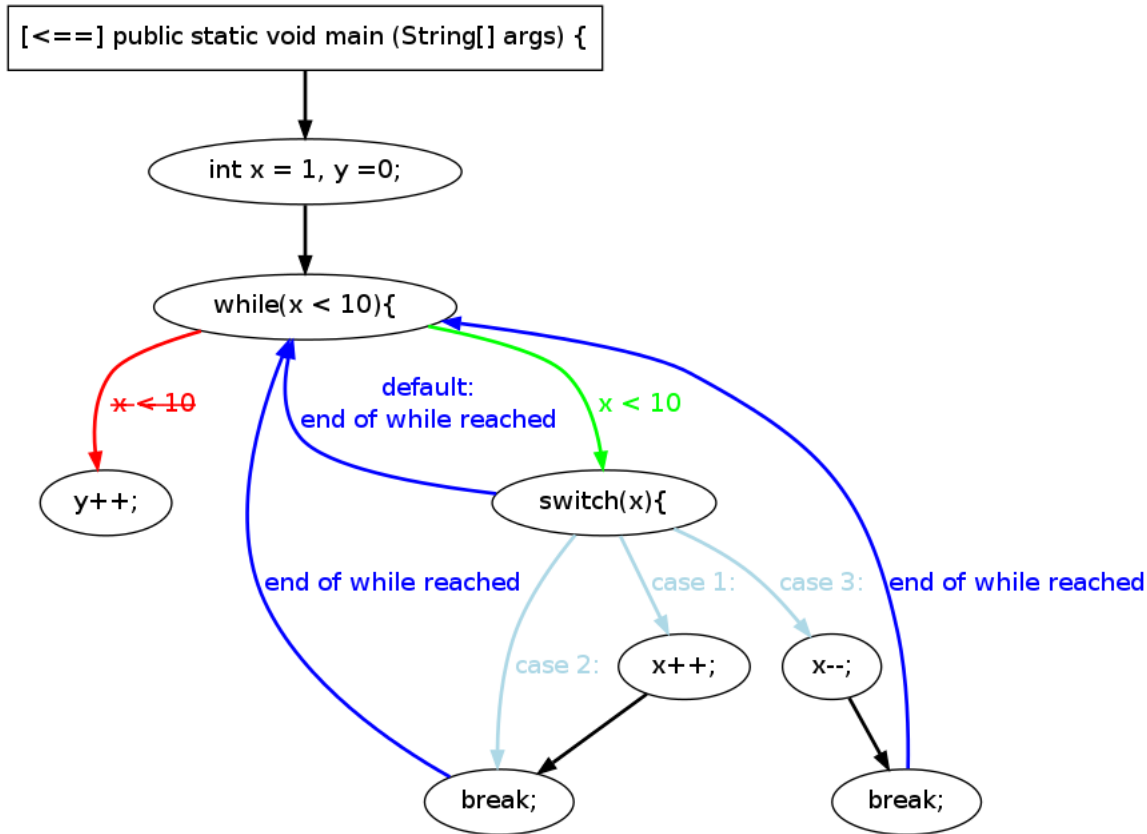 [<==] public static void main (String[] args) {
int x = 1, y =0;
while(x < 10){
x < 10
default:
end of while reached
x < 10
y++;
switch(x){
end of while reached
case 1:
case 3:
end of while reached
case 2:
x++;
x--;
break;
break;